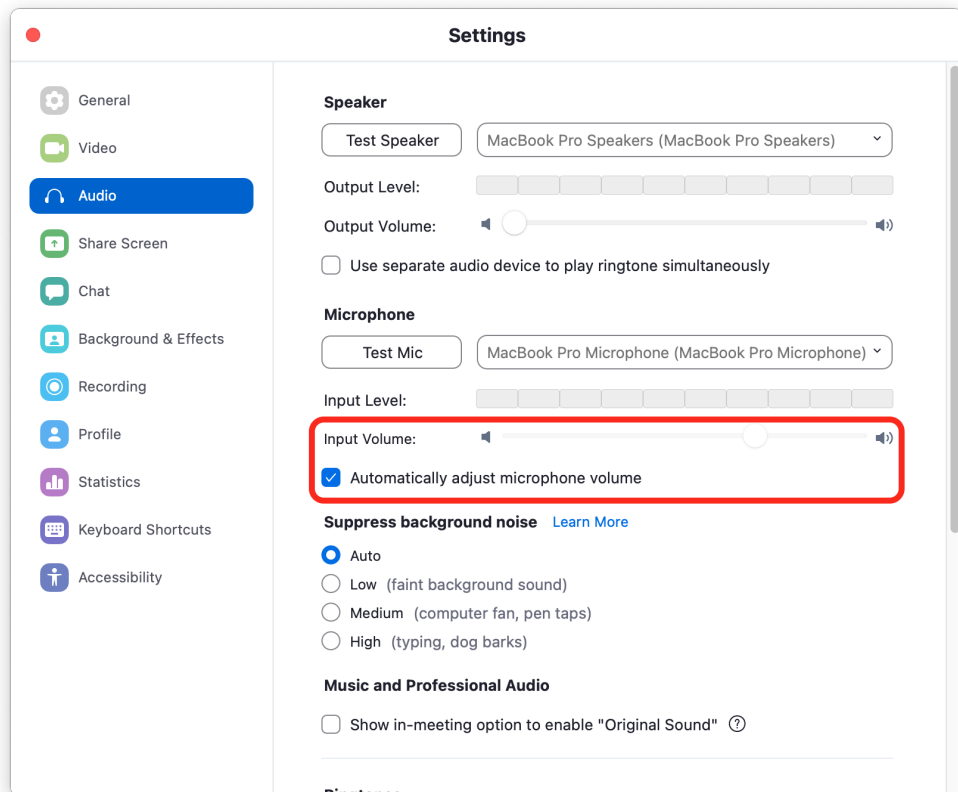 Settings
General
Video
Audio
Share Screen
Chat
Background & Effects
Recording
Profile
Statistics
Keyboard Shortcuts
Accessibility
Speaker
Test Speaker
MacBook Pro Speakers (MacBook Pro Speakers)
Output Level:
Output Volume:
Use separate audio device to play ringtone simultaneously
Microphone
Test Mic
MacBook Pro Microphone (MacBook Pro Microphone)
Input Level:
Input Volume:
Automatically adjust microphone volume
Suppress background noise Learn More
Auto
Low (faint background sound)
Medium (computer fan, pen taps)
High (typing, dog barks)
Music and Professional Audio
Show in-meeting option to enable "Original Sound" ?